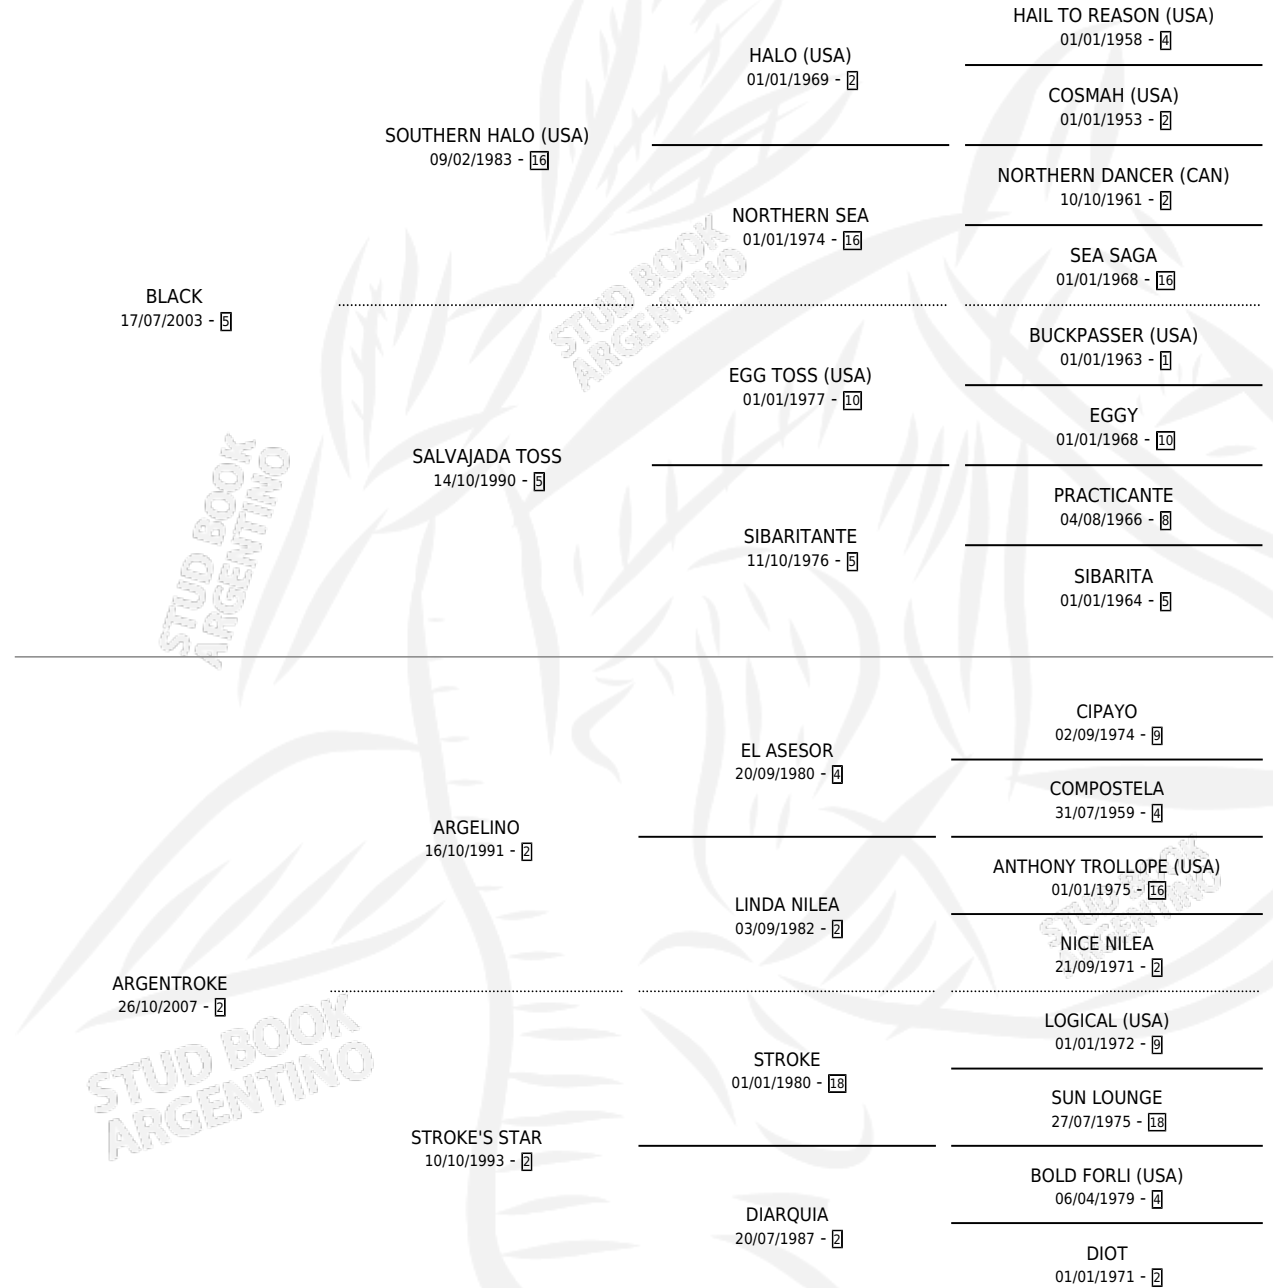 HAIL TO REASON (USA)
01/01/1958 - 4
HALO (USA)
01/01/1969 - 2
COSMAH (USA)
01/01/1953 - 2
SOUTHERN HALO (USA)
09/02/1983 - 16
NORTHERN DANCER (CAN)
10/10/1961 - 2
NORTHERN SEA
01/01/1974 - 16
SEA SAGA
01/01/1968 - 16
BLACK
17/07/2003 - 5
STUD BOOK
ARGENTINO
BUCKPASSER (USA)
01/01/1963 - 1
EGG TOSS (USA)
01/01/1977 - 10
EGGY
01/01/1968 - 10
SALVAJADA TOSS
14/10/1990 - 5
PRACTICANTE
04/08/1966 - 8
SIBARITANTE
11/10/1976 - 5
SIBARITA
01/01/1964 - 5
STUD BOOK
ARGENTINO
CIPAYO
02/09/1974 - 9
EL ASESOR
20/09/1980 - 4
COMPOSTELA
31/07/1959 - 4
ARGELINO
16/10/1991 - 2
ANTHONY TROLLOPE (USA)
01/01/1975 - 16
LINDA NILEA
03/09/1982 - 2
STUD BOOK
ARGENTINO
NICE NILEA
21/09/1971 - 2
ARGENTROKE
26/10/2007 - 2
LOGICAL (USA)
01/01/1972 - 9
STROKE
01/01/1980 - 18
SUN LOUNGE
27/07/1975 - 18
STUD BOOK
ARGENTINO
STROKE'S STAR
10/10/1993 - 2
BOLD FORLI (USA)
06/04/1979 - 4
DIARQUIA
20/07/1987 - 2
DIOT
01/01/1971 - 2